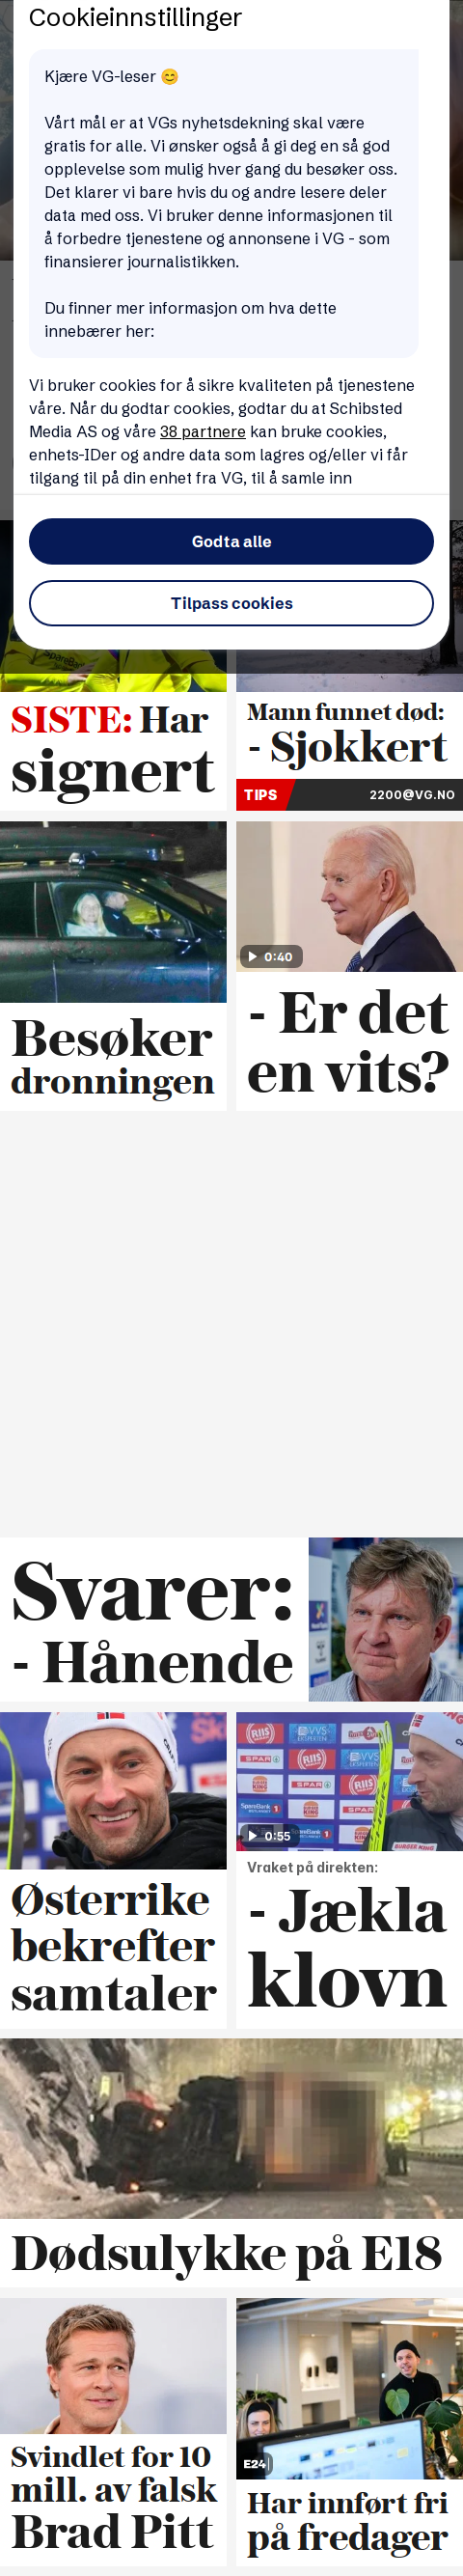 Cookieinnstillinger
Kjære VG-leser 😊
Vårt mål er at VGs nyhetsdekning skal være
gratis for alle. Vi ønsker også å gi deg en så god
opplevelse som mulig hver gang du besøker oss.
Det klarer vi bare hvis du og andre lesere deler
data med oss. Vi bruker denne informasjonen til
å forbedre tjenestene og annonsene i VG - som
finansierer journalistikken.
Du finner mer informasjon om hva dette
innebærer her:
Vi bruker cookies for å sikre kvaliteten på tjenestene
våre. Når du godtar cookies, godtar du at Schibsted
Media AS og våre 38 partnere kan bruke cookies,
enhets-IDer og andre data som lagres og/eller vi får
tilgang til på din enhet fra VG, til å samle inn
Godta alle
Tilpass cookies
SpareBa
SISTE: Har
signert
Mann funnet død:
- Sjokkert
TIPS 2200@VG.NO
Besøker
dronningen
0:40
- Er det
en vits?
Svarer:
- Hånende
Østerrike
bekrefter
samtaler
RIIS
VVS
SPAR
BURGER KING
SpareBank 1
0:55
Vraket på direkten:
- Jækla
klovn
Dødsulykke på E18
Svindlet for 10
mill. av falsk
Brad Pitt
E24
Har innført fri
på fredager